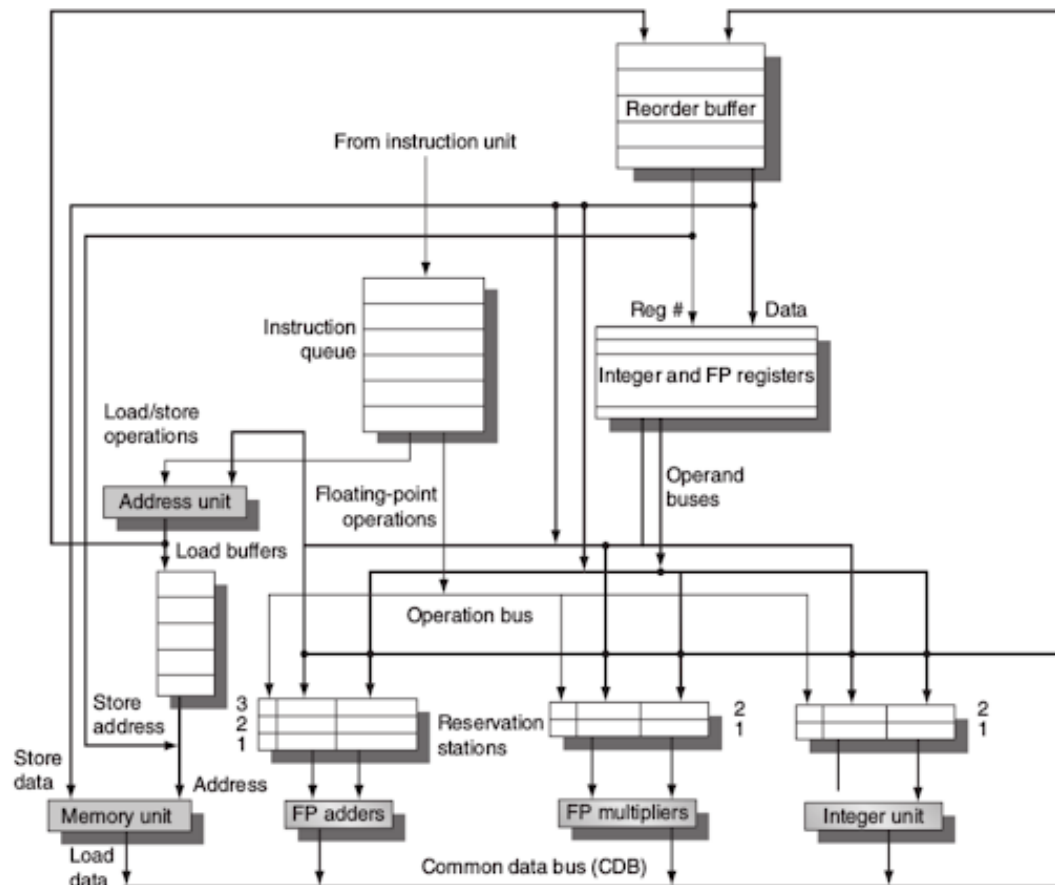 Reorder buffer
From instruction unit
Reg #
Data
Instruction
queue
Integer and FP registers
Load/store
operations
Operand
buses
Address unit
Floating-point
operations
Load buffers
Operation bus
3
2
1
Reservation
stations
2
1
2
1
Store
address
Store
data
Address
Memory unit
FP adders
FP multipliers
Integer unit
Load
data
Common data bus (CDB)